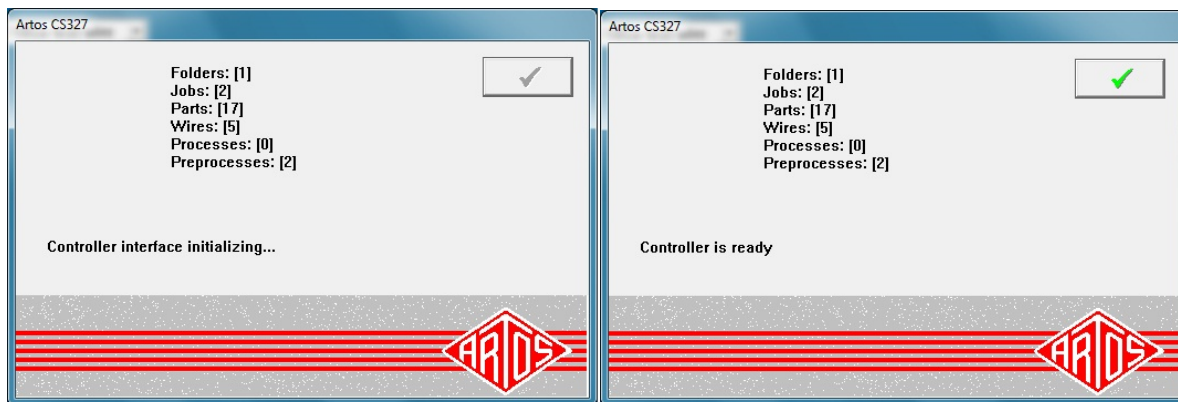 Artos CS327
Folders: [1]
Jobs: [2]
Parts: [17]
Wires: [5]
Processes: [0]
Preprocesses: [2]
Controller interface initializing...
ARTOS
Artos CS327
Folders: [1]
Jobs: [2]
Parts: [17]
Wires: [5]
Processes: [0]
Preprocesses: [2]
Controller is ready
ARTOS